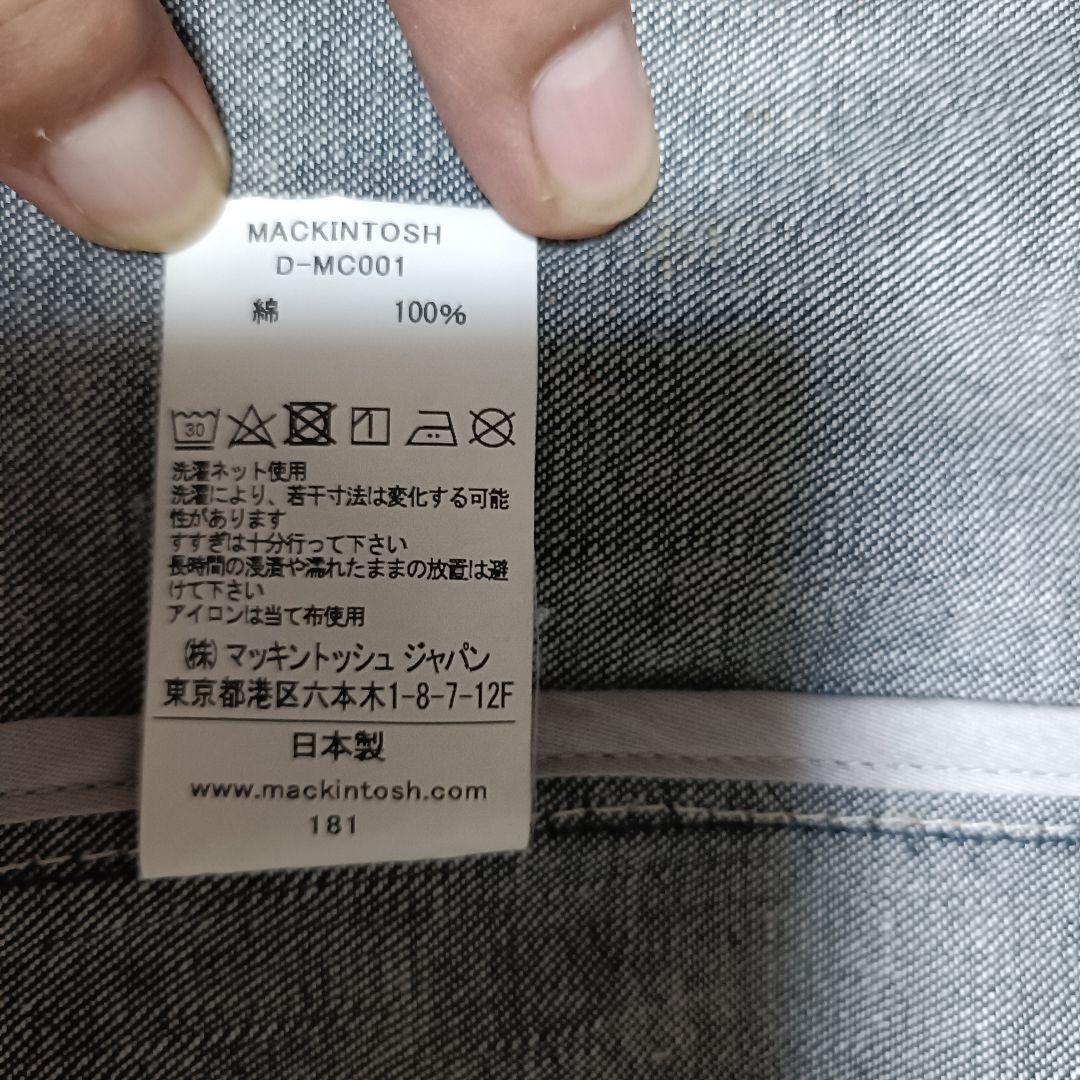 MACKINTOSH
D-MC001
綿 100%
30
洗濯ネット使用
洗濯により、若干寸法は変化する可能
性があります
すすぎは十分行って下さい
長時間の浸漬や濡れたままの放置は避
けて下さい
アイロンは当て布使用
㈱ マッキントッシュ ジャパン
東京都港区六本木1-8-7-12F
日本製
www.mackintosh.com
181